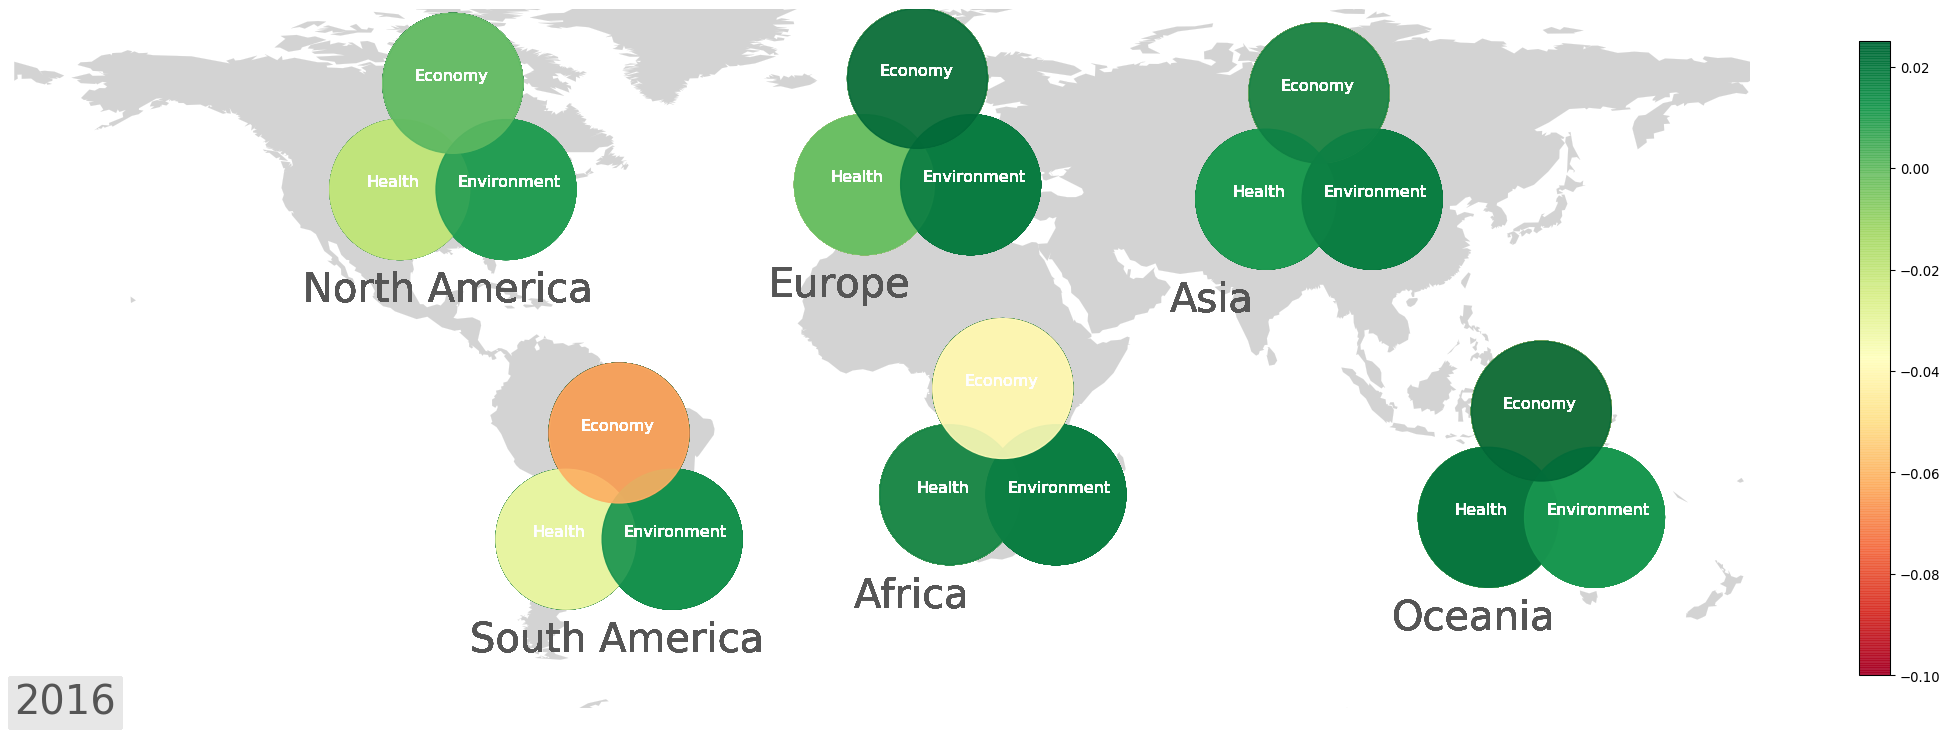 Economy
Health
Environment
North America
Economy
Health
Environment
Europe
Economy
Health
Environment
Asia
Economy
Health
Environment
South America
Economy
Health
Environment
Africa
Economy
Health
Environment
Oceania
2016
0.02
0.00
−0.02
−0.04
−0.06
−0.08
−0.10